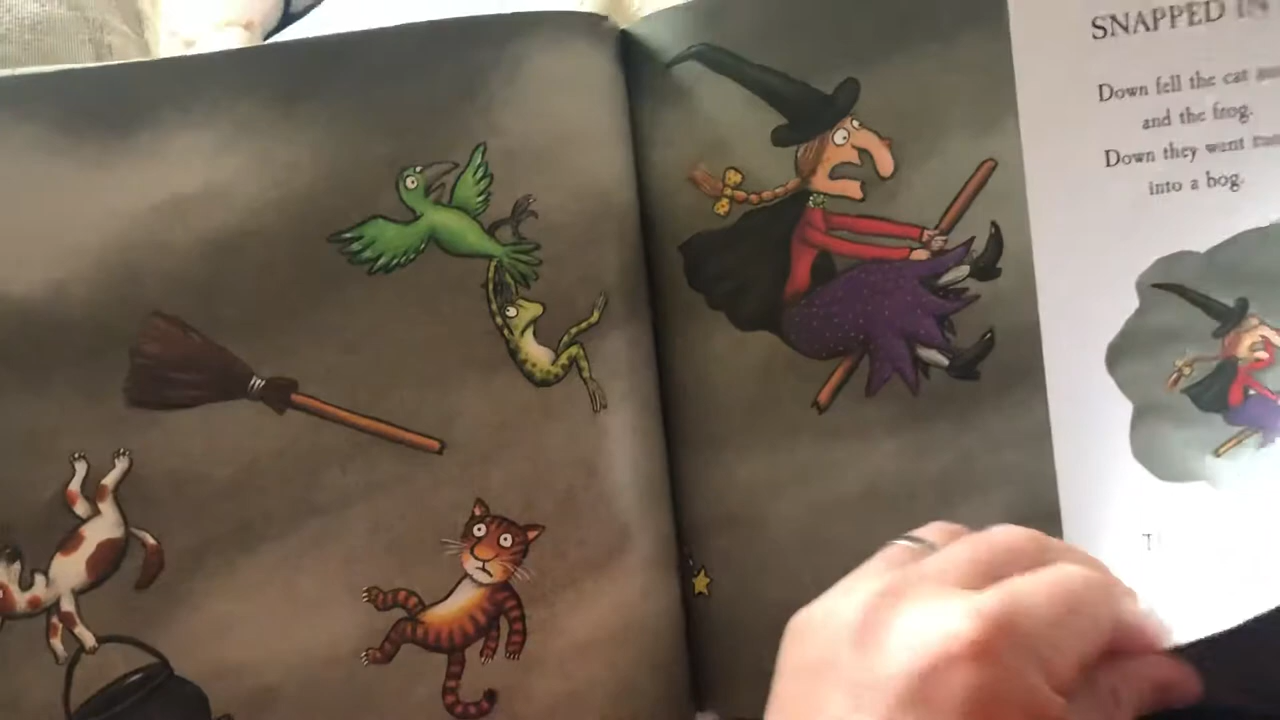 SNAPPED IN
Down fell the cat
and the frog.
Down they went
into a bog.
T